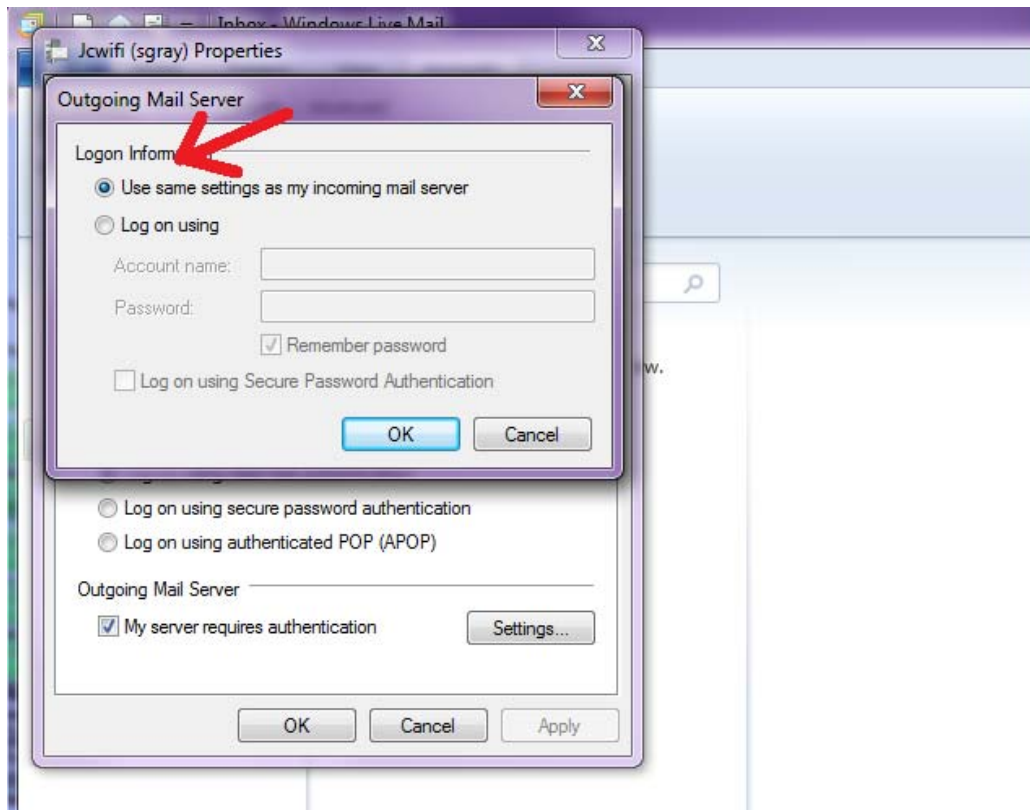 Inbox - Windows Live Mail
Jcwifi (sgray) Properties
Outgoing Mail Server
Logon
Use same settings as my incoming mail server
Log on using
Account name:
Password:
Remember password
Log on using Secure Password Authentication
OK Cancel
w.
Log on using secure password authentication
Log on using authenticated POP (APOP)
Outgoing Mail Server
My server requires authentication
Settings...
OK Cancel Apply